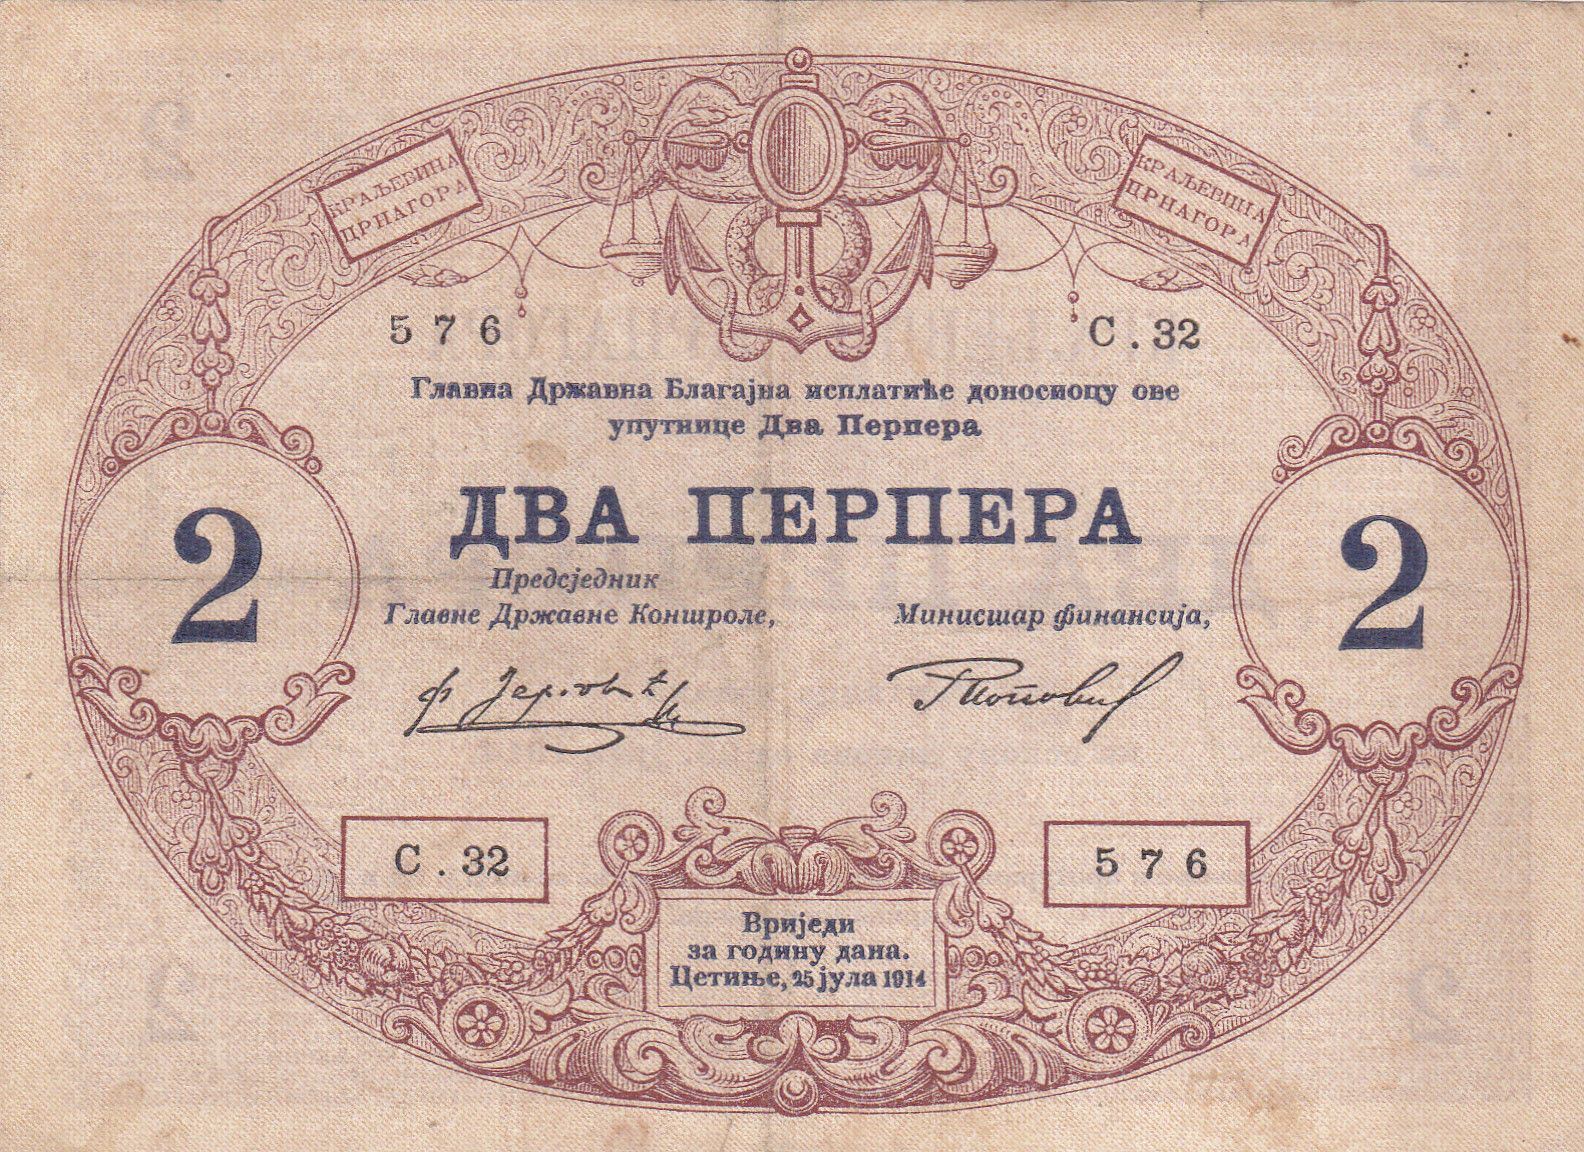 КРАЉЕВИНА
ЦРНАГОРА
КРАЉЕВИНА
ЦРНАГОРА
576
С.32
Главна Државна Благајна исплатиће доносиоцу ове
упутнице Два Перпера
ДВА ПЕРПЕРА
2
2
Предсједник
Главне Државне Контроле,
Министар финансија,
С.32
576
Вриједи
за годину дана.
Цетиње, 25 јула 1914